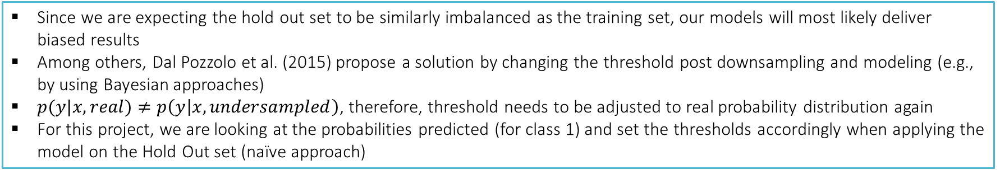 ▪ Since we are expecting the hold out set to be similarly imbalanced as the training set, our models will most likely deliver
biased results
▪ Among others, Dal Pozzolo et al. (2015) propose a solution by changing the threshold post downsampling and modeling (e.g.,
by using Bayesian approaches)
▪ p(y|x, real) ≠ p(y|x, undersampled), therefore, threshold needs to be adjusted to real probability distribution again
▪ For this project, we are looking at the probabilities predicted (for class 1) and set the thresholds accordingly when applying the
model on the Hold Out set (naïve approach)